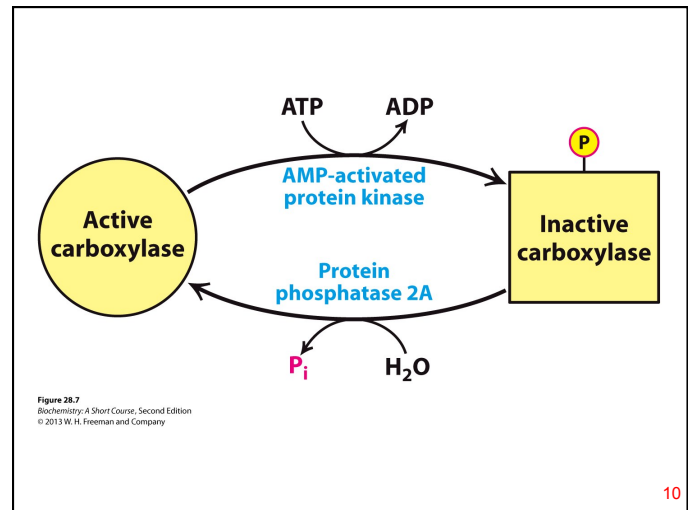 ATP
ADP
P
AMP-activated
protein kinase
Active
carboxylase
Inactive
carboxylase
Protein
phosphatase 2A
Pi
H2O
Figure 28.7
Biochemistry: A Short Course, Second Edition
© 2013 W. H. Freeman and Company
10